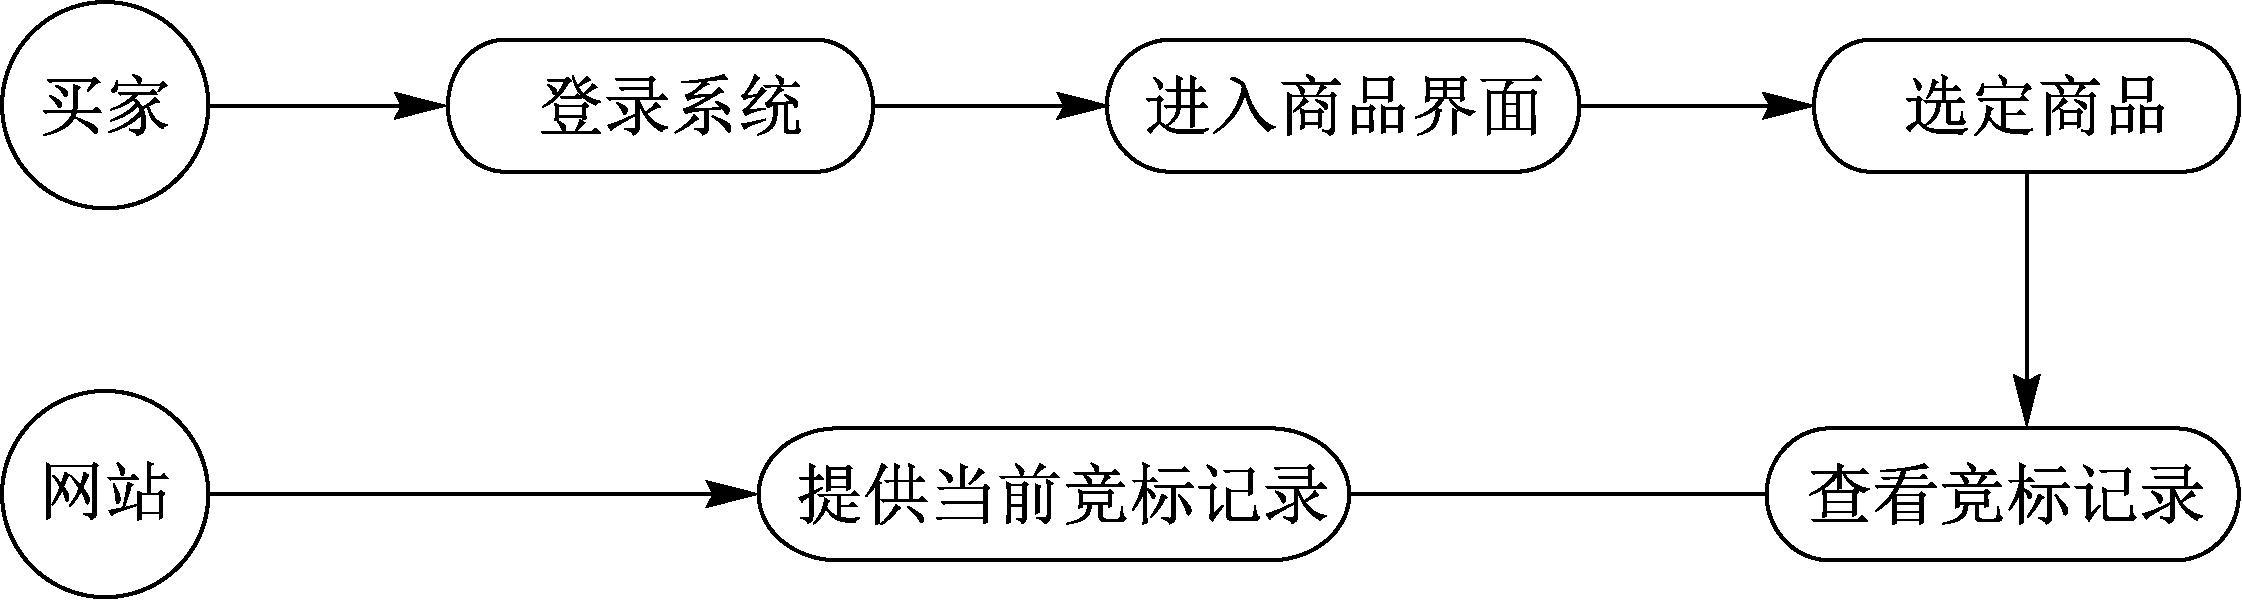 买家
登录系统
进入商品界面
选定商品
网站
提供当前竞标记录
查看竞标记录